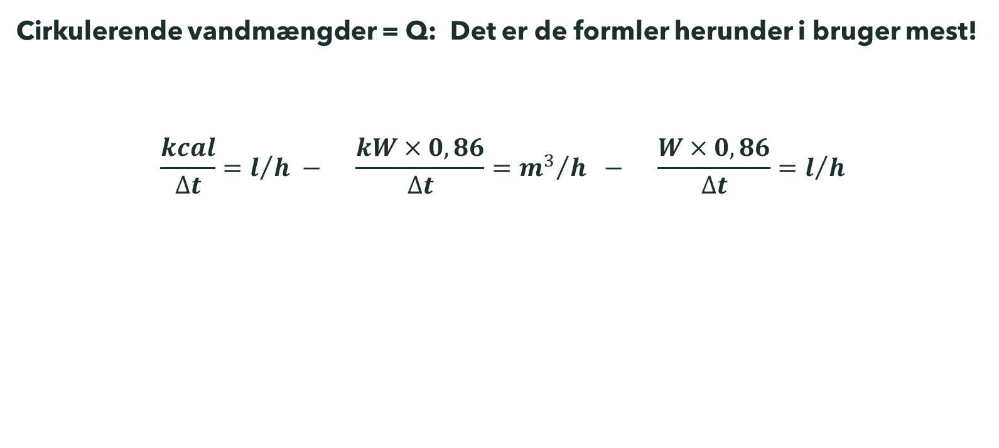 Cirkulerende vandmængder = Q: Det er de formler herunder i bruger mest!
kcal/Δt = l/h – kW × 0,86/Δt = m³/h – W × 0,86/Δt = l/h